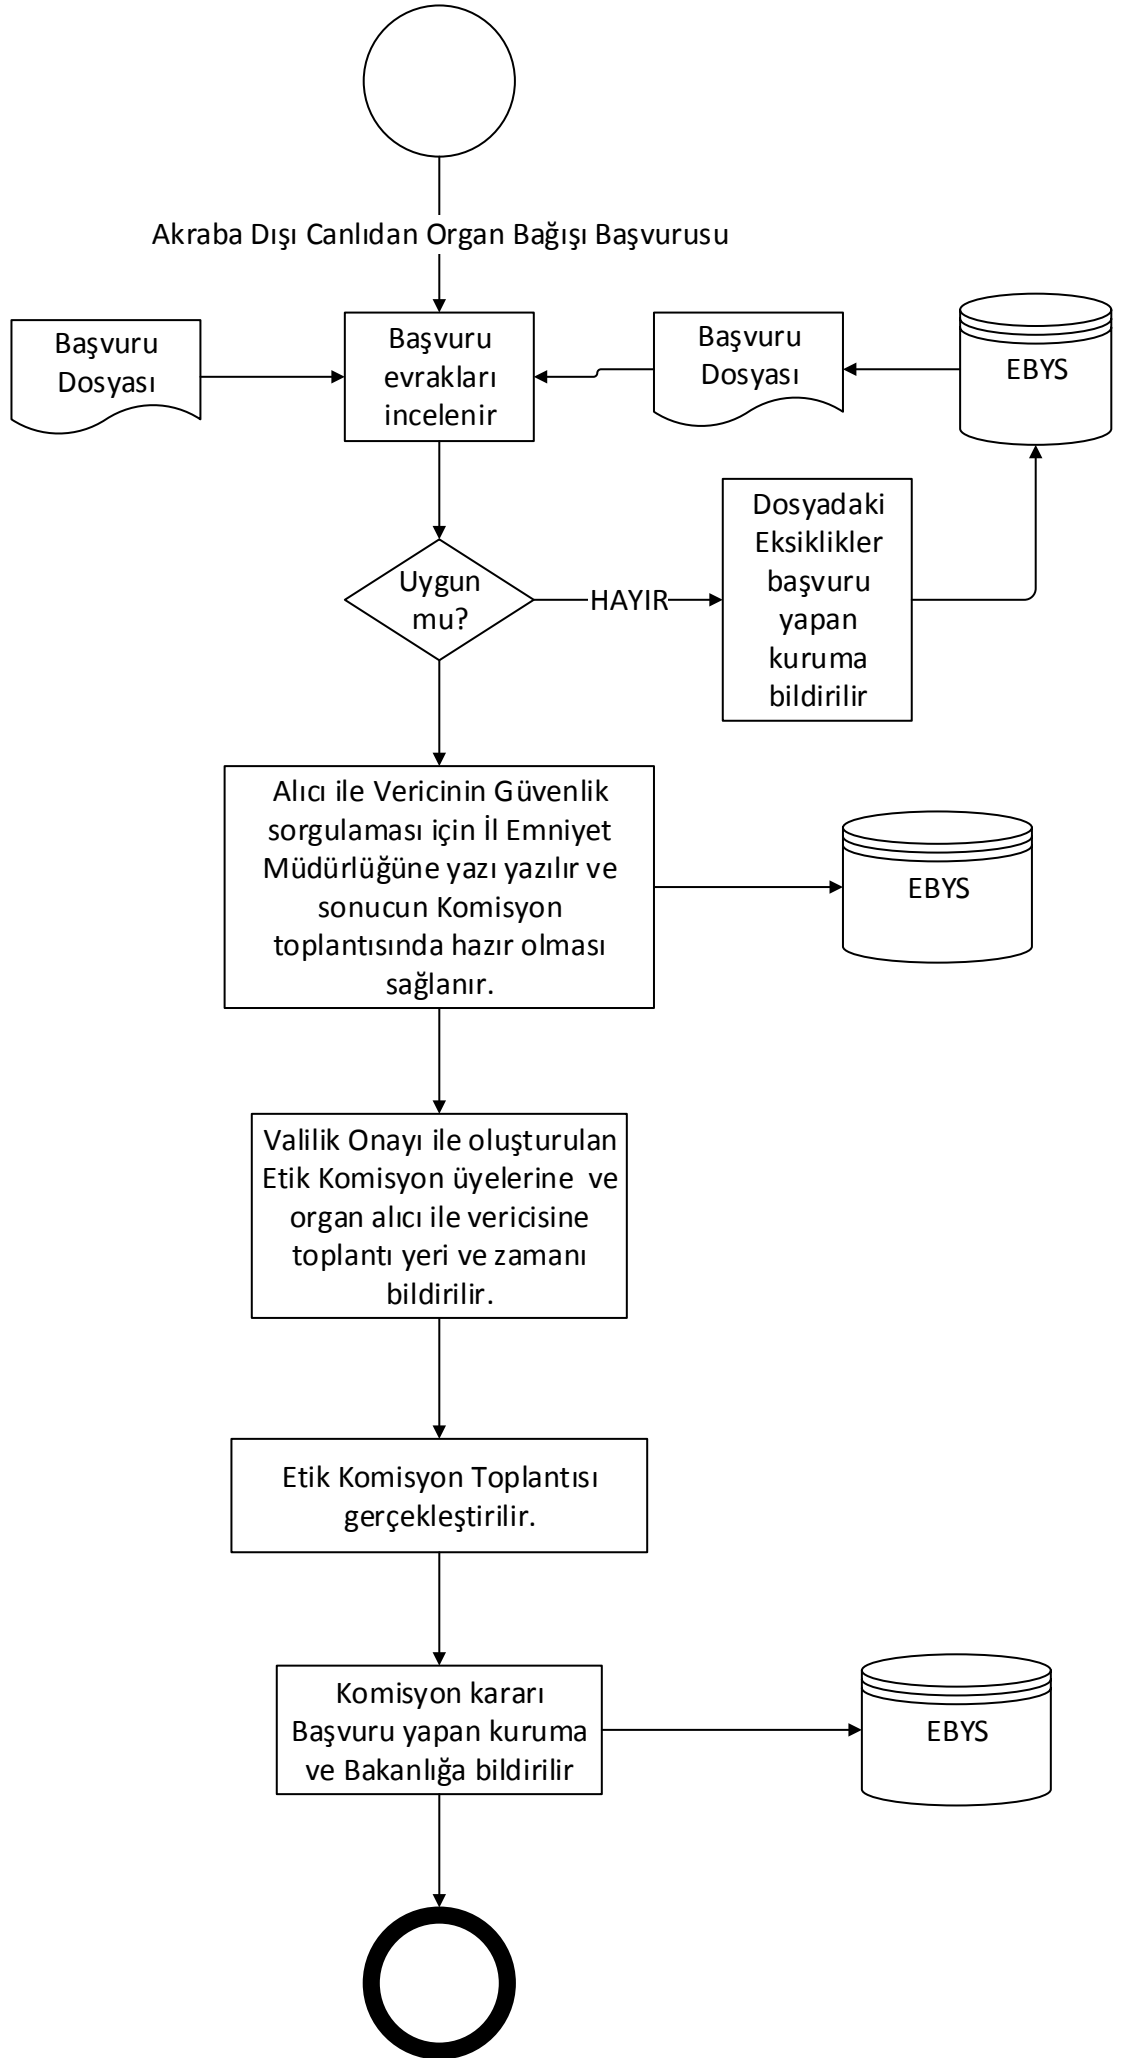 Akraba Dışı Canlıdan Organ Bağışı Başvurusu
Başvuru
Dosyası
Başvuru
evrakları
incelenir
Başvuru
Dosyası
EBYS
Uygun
mu?
HAYIR
Dosyadaki
Eksiklikler
başvuru
yapan
kuruma
bildirilir
Alıcı ile Vericinin Güvenlik
sorgulaması için İl Emniyet
Müdürlüğüne yazı yazılır ve
sonucun Komisyon
toplantısında hazır olması
sağlanır.
EBYS
Valilik Onayı ile oluşturulan
Etik Komisyon üyelerine ve
organ alıcı ile vericisine
toplantı yeri ve zamanı
bildirilir.
Etik Komisyon Toplantısı
gerçekleştirilir.
Komisyon kararı
Başvuru yapan kuruma
ve Bakanlığa bildirilir
EBYS